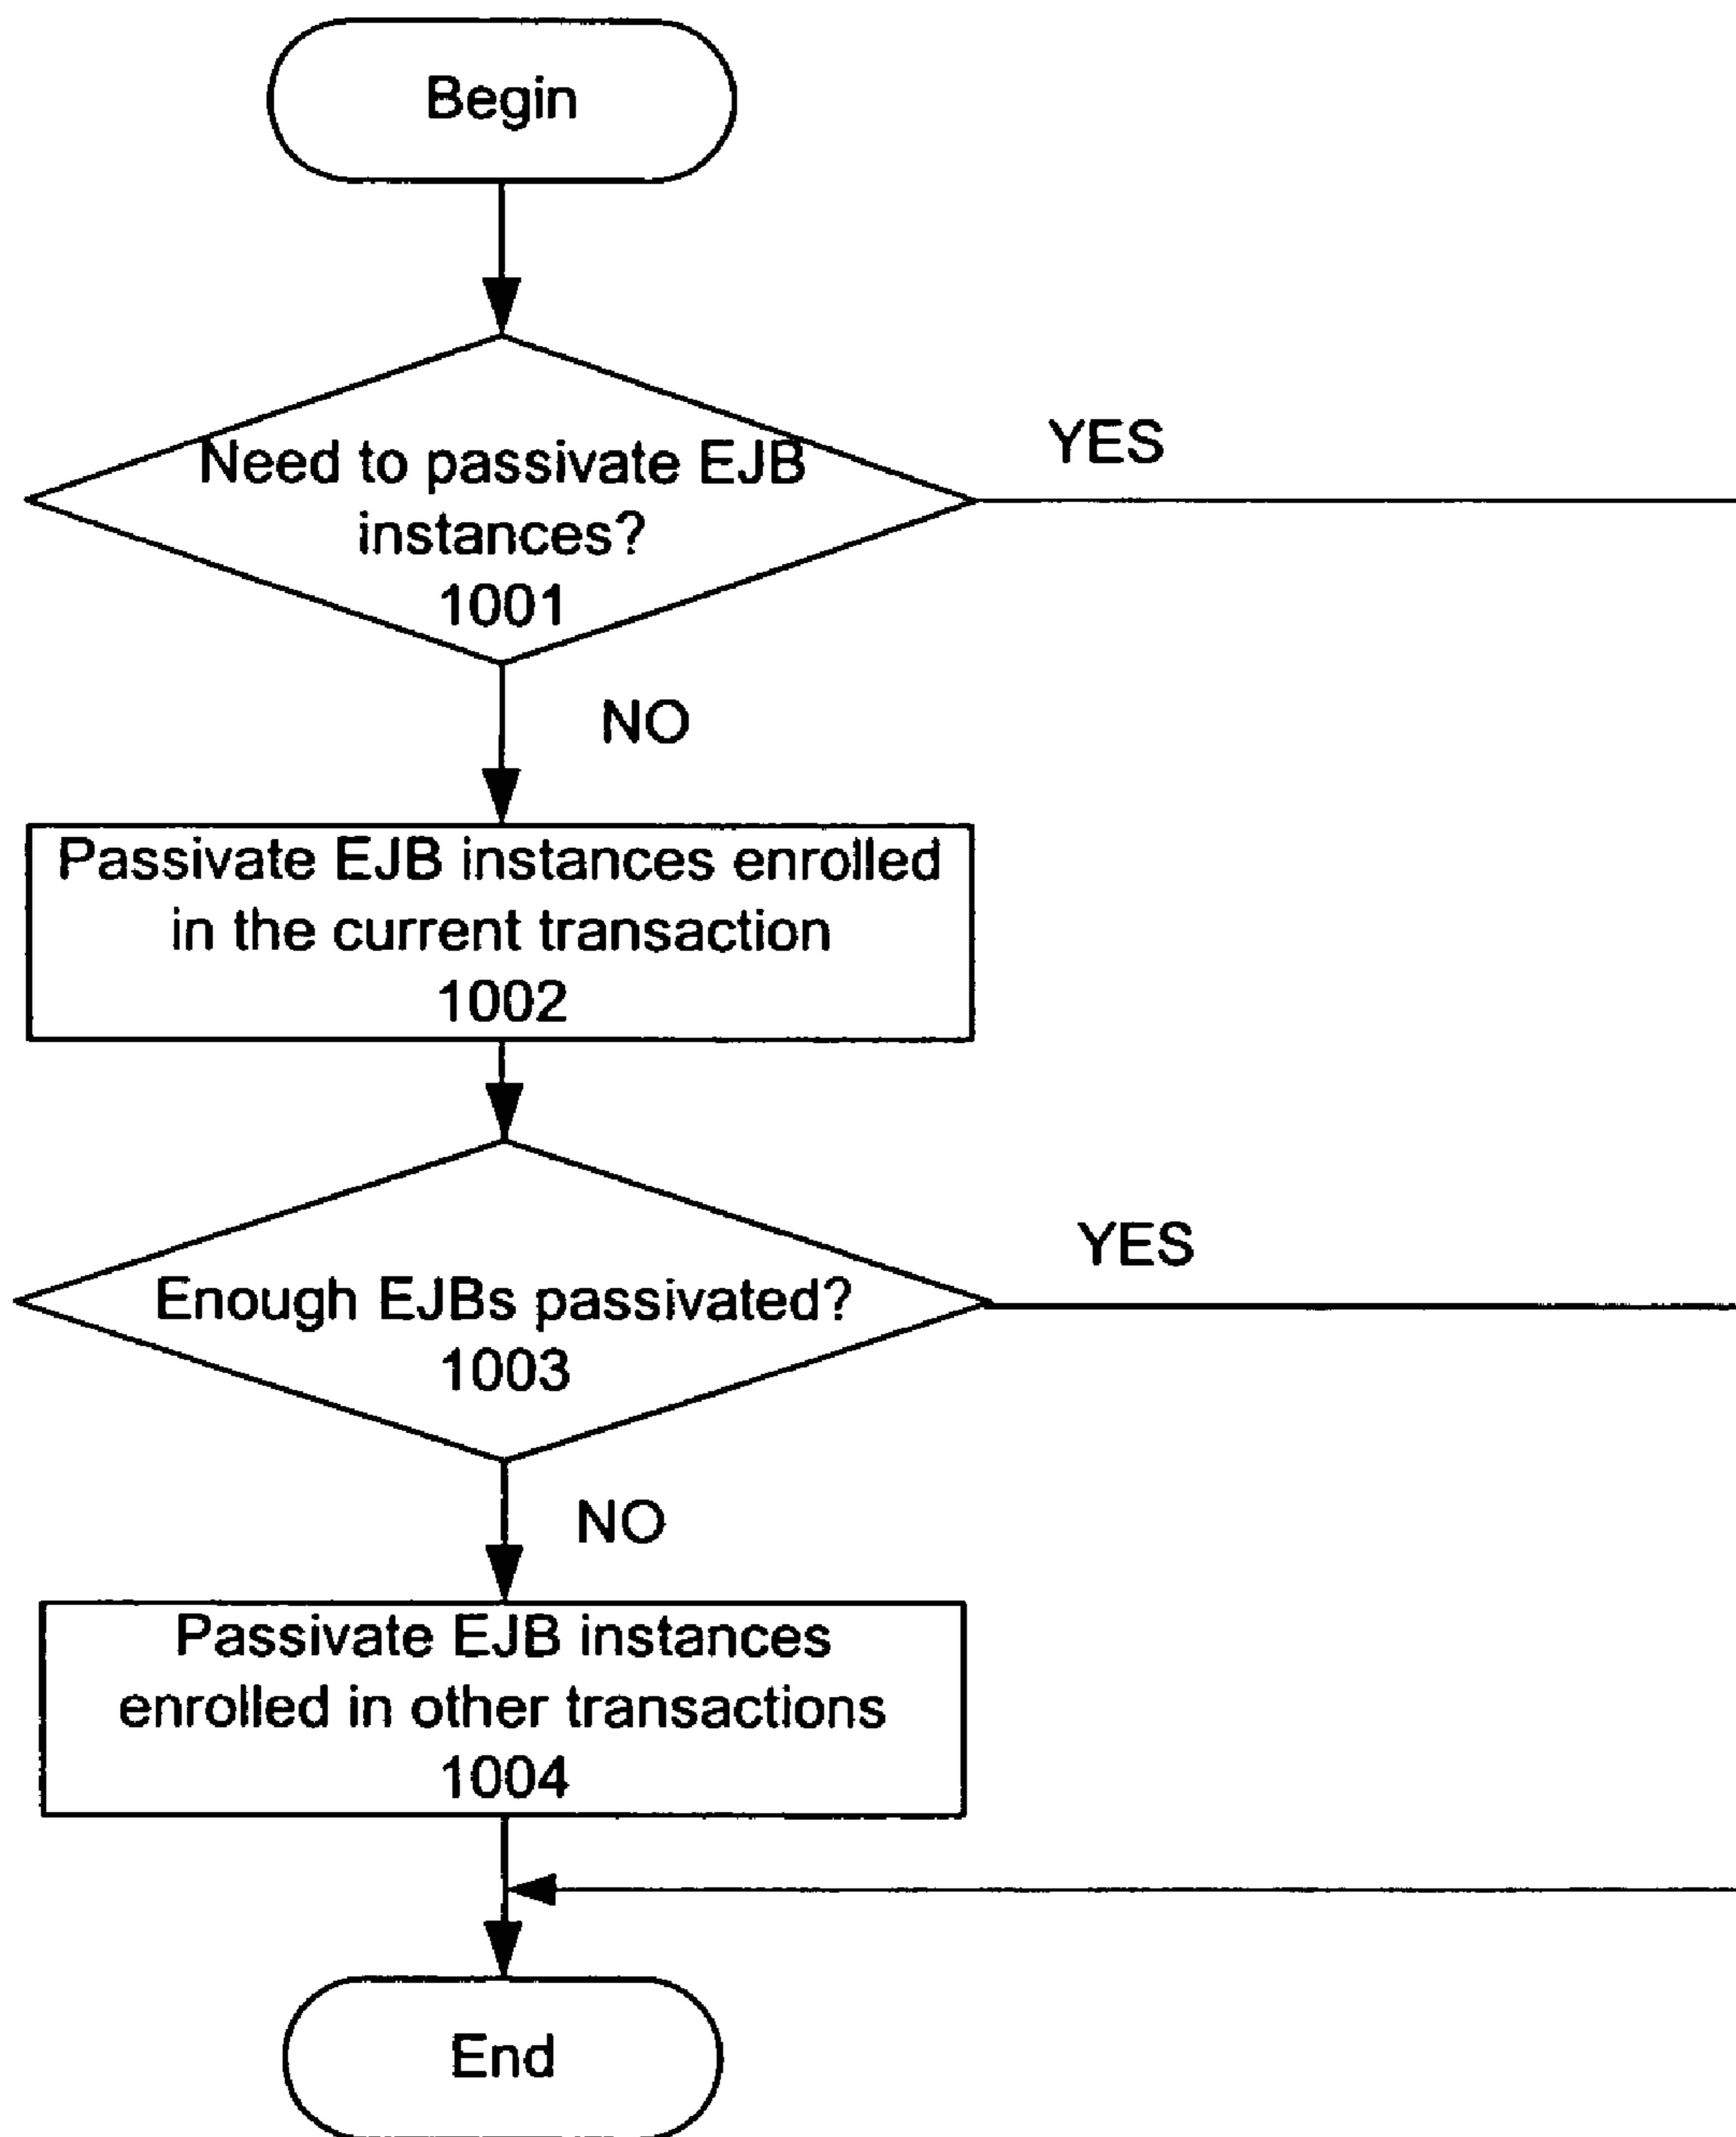 Begin
Need to passivate EJB
instances?
1001
YES
NO
Passivate EJB instances enrolled
in the current transaction
1002
Enough EJBs passivated?
1003
YES
NO
Passivate EJB instances
enrolled in other transactions
1004
End